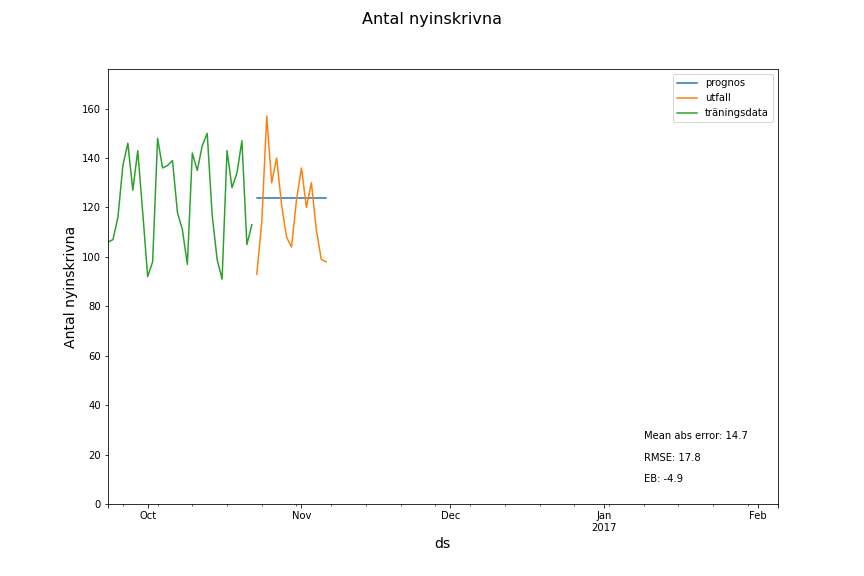 Antal nyinskrivna
prognos
utfall
träningsdata
Antal nyinskrivna
160
140
120
100
80
60
40
20
0
Mean abs error: 14.7
RMSE: 17.8
EB: -4.9
Oct
Nov
Dec
Jan
2017
Feb
ds